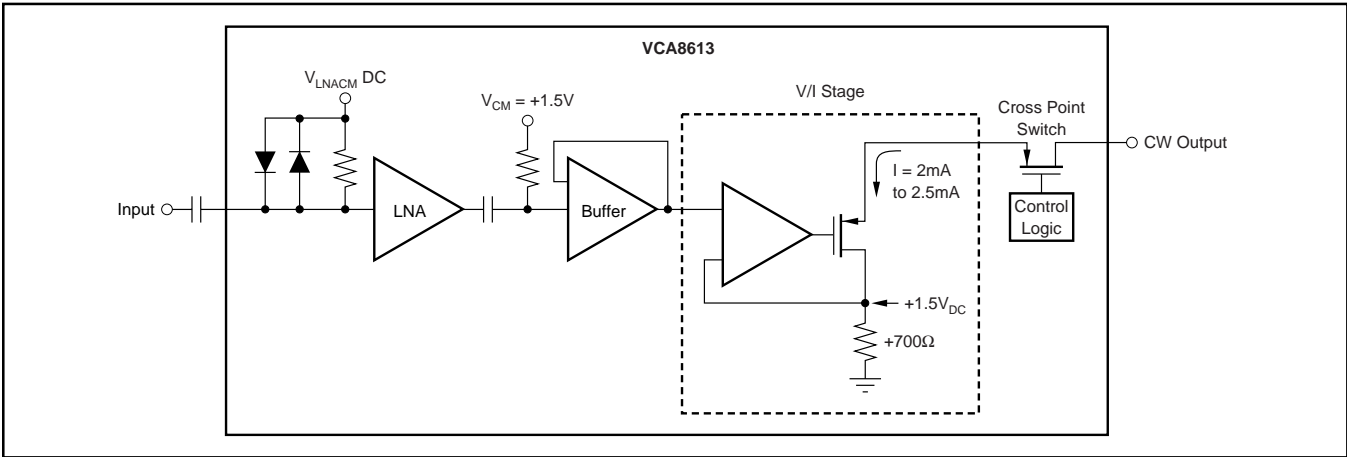 VCA8613
V_LNACM DC
V_CM = +1.5V
V/I Stage
Cross Point
Switch
CW Output
I = 2mA
to 2.5mA
Input
LNA
Buffer
Control
Logic
+1.5V_DC
+700Ω